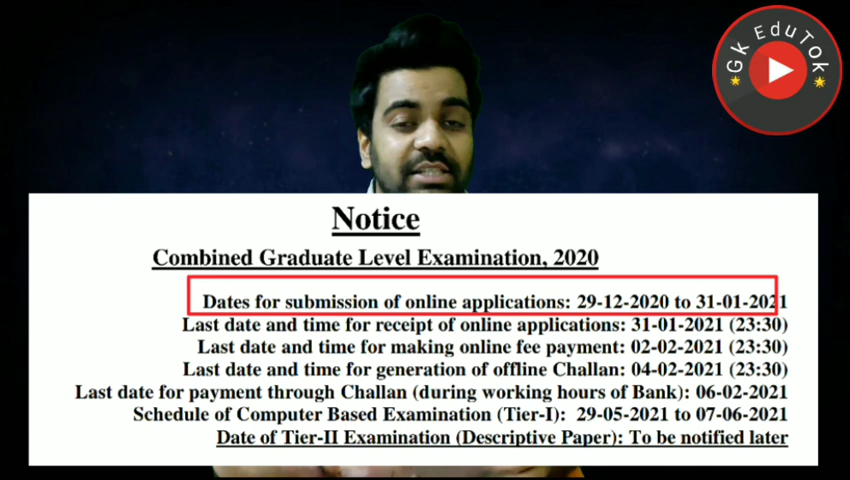 Gk EduTok
Notice
Combined Graduate Level Examination, 2020
Dates for submission of online applications: 29-12-2020 to 31-01-2021
Last date and time for receipt of online applications: 31-01-2021 (23:30)
Last date and time for making online fee payment: 02-02-2021 (23:30)
Last date and time for generation of offline Challan: 04-02-2021 (23:30)
Last date for payment through Challan (during working hours of Bank): 06-02-2021
Schedule of Computer Based Examination (Tier-I): 29-05-2021 to 07-06-2021
Date of Tier-II Examination (Descriptive Paper): To be notified later